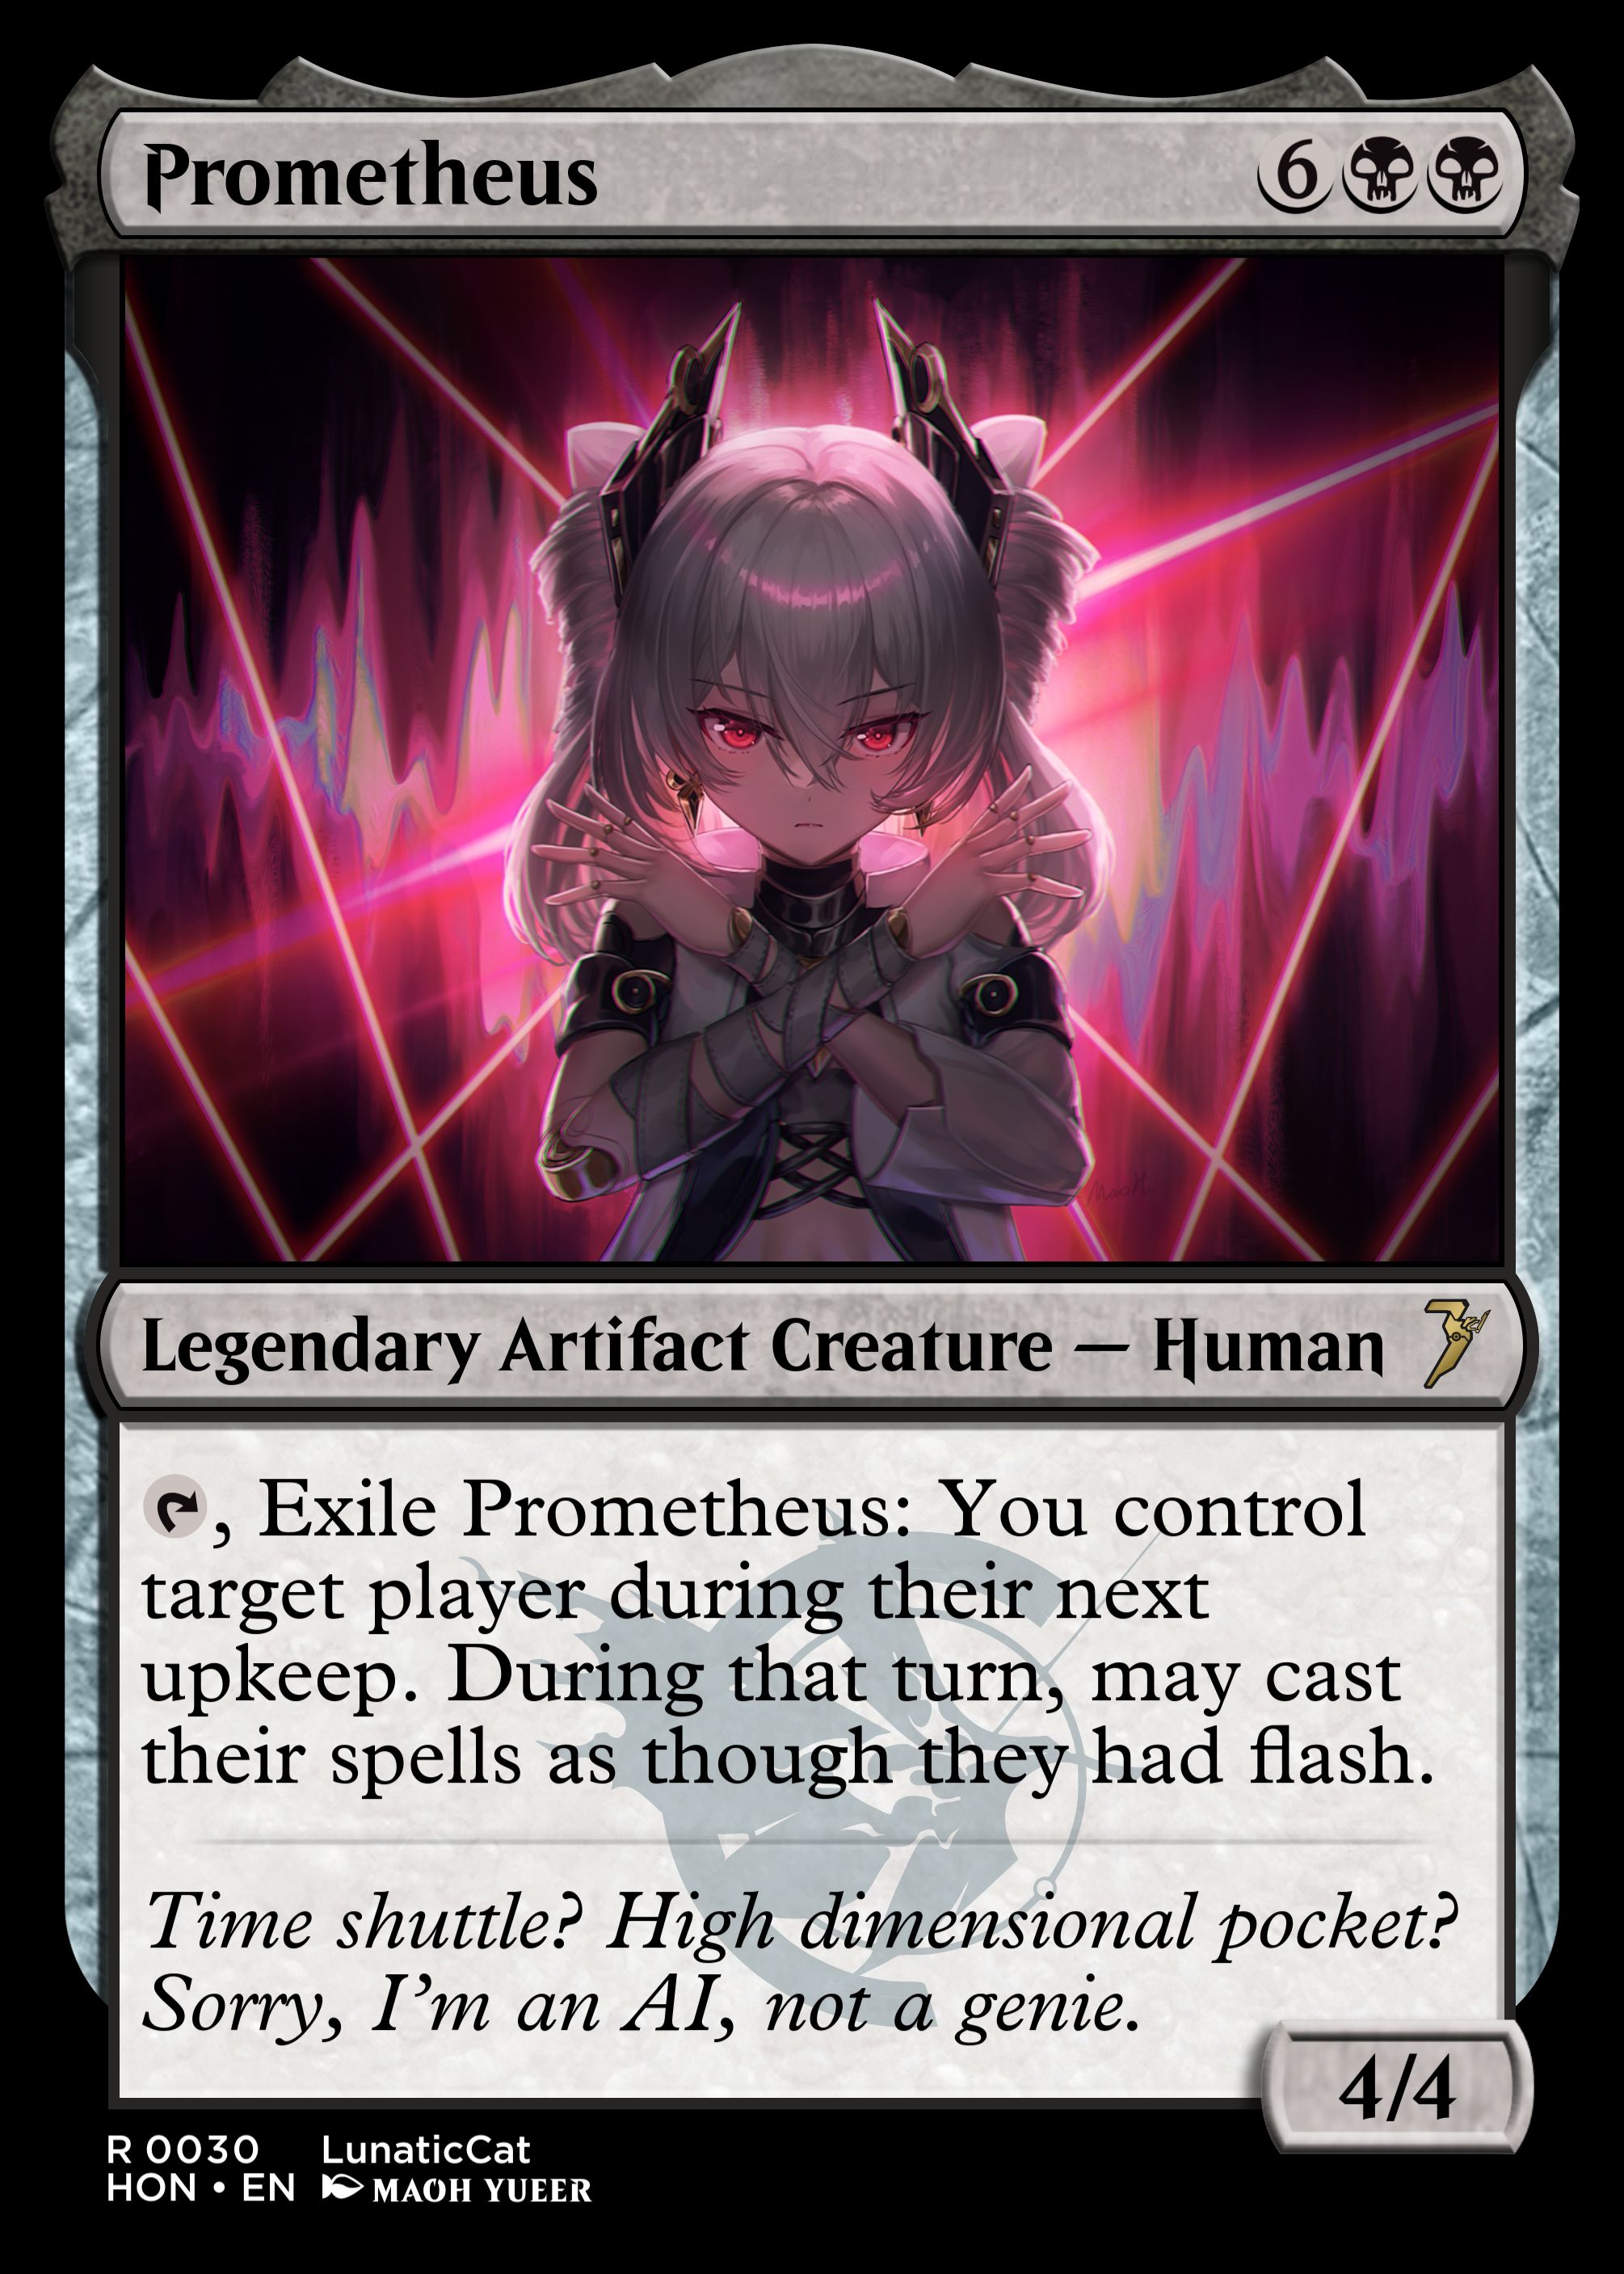 Prometheus 6
MaoH
Legendary Artifact Creature — Human
, Exile Prometheus: You control
target player during their next
upkeep. During that turn, may cast
their spells as though they had flash.
Time shuttle? High dimensional pocket?
Sorry, I'm an AI, not a genie.
4/4
R 0030 LunaticCat
HON • EN MAOH YUEER